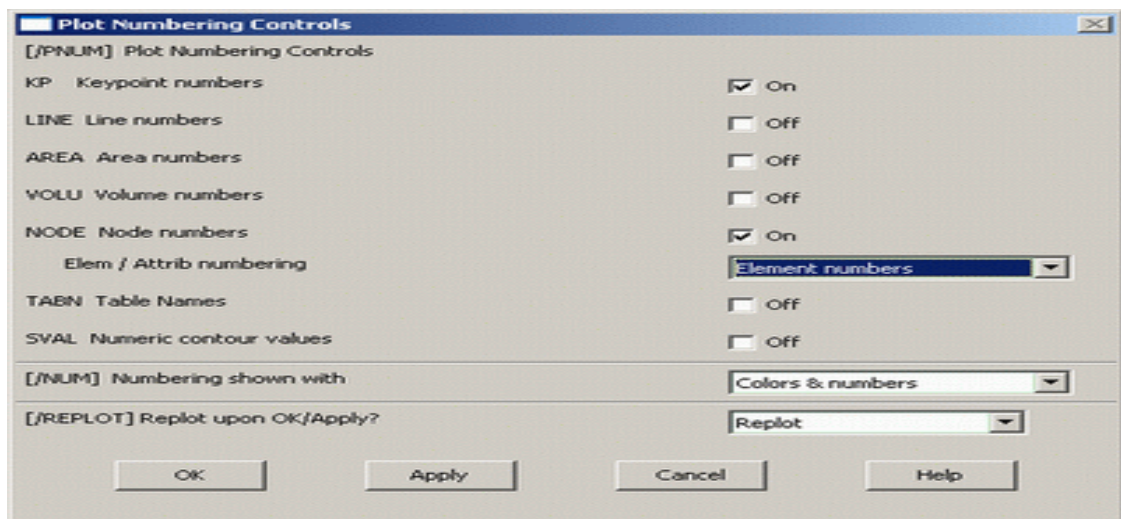 Plot Numbering Controls
[/PNUM] Plot Numbering Controls
KP Keypoint numbers On
LINE Line numbers Off
AREA Area numbers Off
VOLU Volume numbers Off
NODE Node numbers On
Elem / Attrib numbering Element numbers
TABN Table Names Off
SVAL Numeric contour values Off
[/NUM] Numbering shown with Colors & numbers
[/REPLOT] Replot upon OK/Apply? Replot
OK Apply Cancel Help